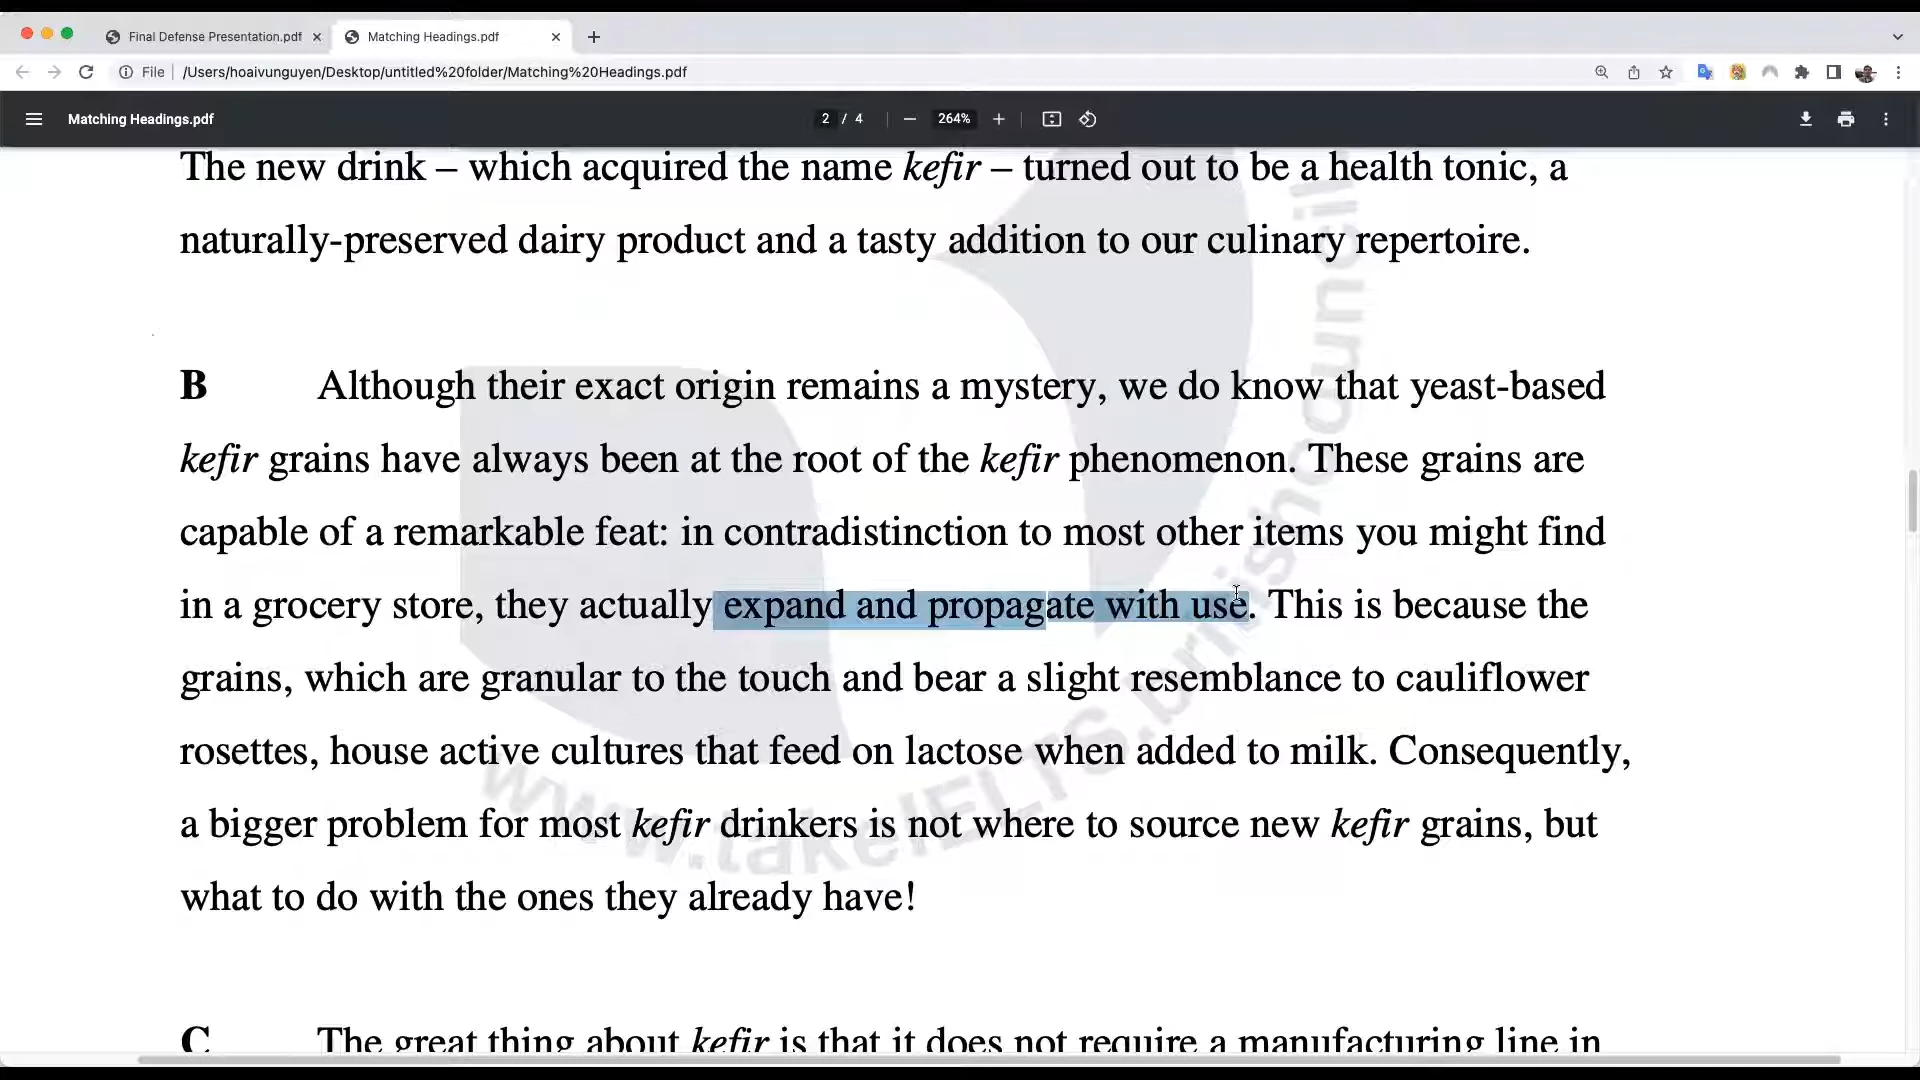 Final Defense Presentation.pdf
Matching Headings.pdf
File
/Users/hoaivunguyen/Desktop/untitled%20folder/Matching%20Headings.pdf
Matching Headings.pdf
2 / 4
264%
The new drink – which acquired the name kefir – turned out to be a health tonic, a
naturally-preserved dairy product and a tasty addition to our culinary repertoire.
B Although their exact origin remains a mystery, we do know that yeast-based
kefir grains have always been at the root of the kefir phenomenon. These grains are
capable of a remarkable feat: in contradistinction to most other items you might find
in a grocery store, they actually expand and propagate with use. This is because the
grains, which are granular to the touch and bear a slight resemblance to cauliflower
rosettes, house active cultures that feed on lactose when added to milk. Consequently,
a bigger problem for most kefir drinkers is not where to source new kefir grains, but
what to do with the ones they already have!
C The great thing about kefir is that it does not require a manufacturing line in